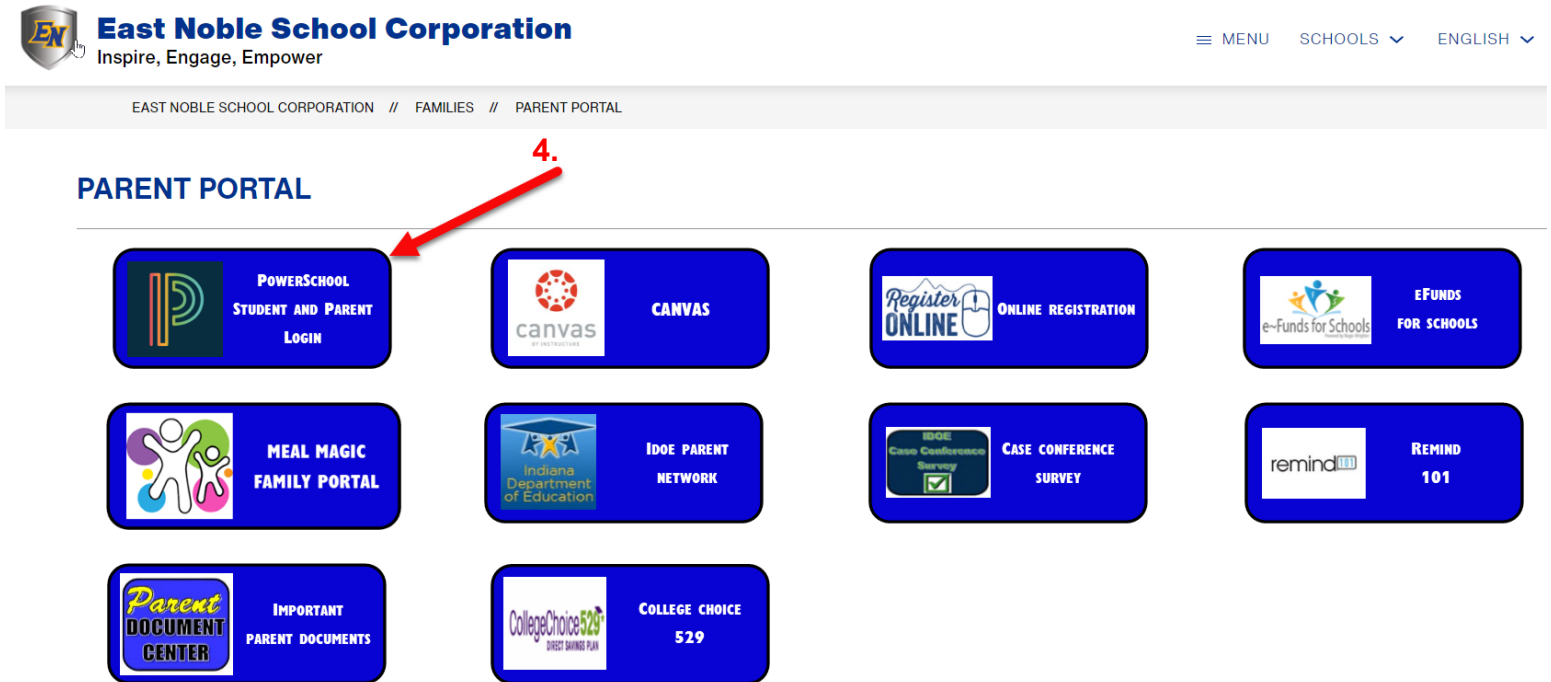 EN
East Noble School Corporation
Inspire, Engage, Empower
MENU
SCHOOLS
ENGLISH
EAST NOBLE SCHOOL CORPORATION // FAMILIES // PARENT PORTAL
4.
PARENT PORTAL
POWERSCHOOL
STUDENT AND PARENT
LOGIN
canvas
BY INSTRUCTURE
CANVAS
Register
ONLINE
ONLINE REGISTRATION
e~Funds for Schools
EFUNDS
FOR SCHOOLS
MEAL MAGIC
FAMILY PORTAL
Indiana
Department
of Education
IDOE PARENT
NETWORK
IDOE
Case Conference
Survey
CASE CONFERENCE
SURVEY
remind101
REMIND
101
Parent
DOCUMENT
CENTER
IMPORTANT
PARENT DOCUMENTS
CollegeChoice529
DIRECT SAVINGS PLAN
COLLEGE CHOICE
529